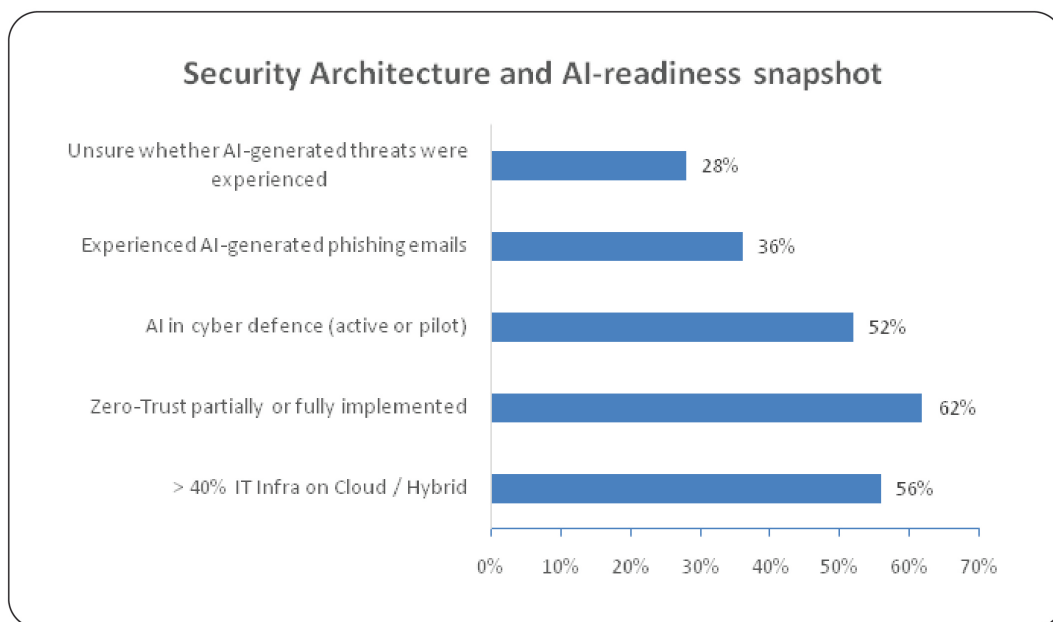 Security Architecture and AI-readiness snapshot
Unsure whether AI-generated threats were
experienced
28%
Experienced AI-generated phishing emails
36%
AI in cyber defence (active or pilot)
52%
Zero-Trust partially or fully implemented
62%
> 40% IT Infra on Cloud / Hybrid
56%
0% 10% 20% 30% 40% 50% 60% 70%